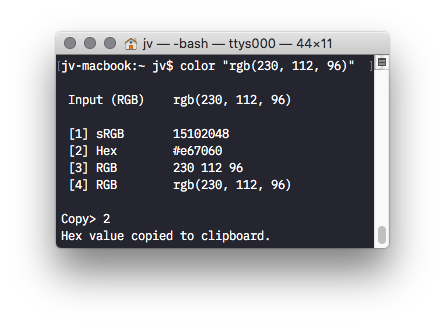 jv — -bash — ttys000 — 44×11
[jv-macbook:~ jv$ color "rgb(230, 112, 96)" ]
Input (RGB) rgb(230, 112, 96)
[1] sRGB 15102048
[2] Hex #e67060
[3] RGB 230 112 96
[4] RGB rgb(230, 112, 96)
Copy> 2
Hex value copied to clipboard.